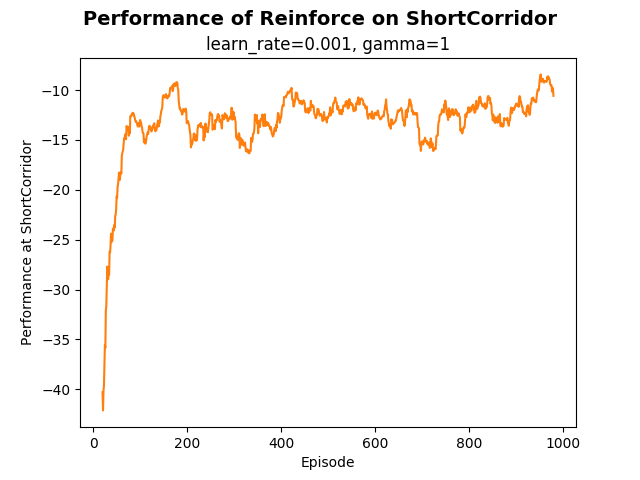 Performance of Reinforce on ShortCorridor
learn_rate=0.001, gamma=1
−10
−15
−20
−25
−30
−35
−40
Performance at ShortCorridor
0 200 400 600 800 1000
Episode